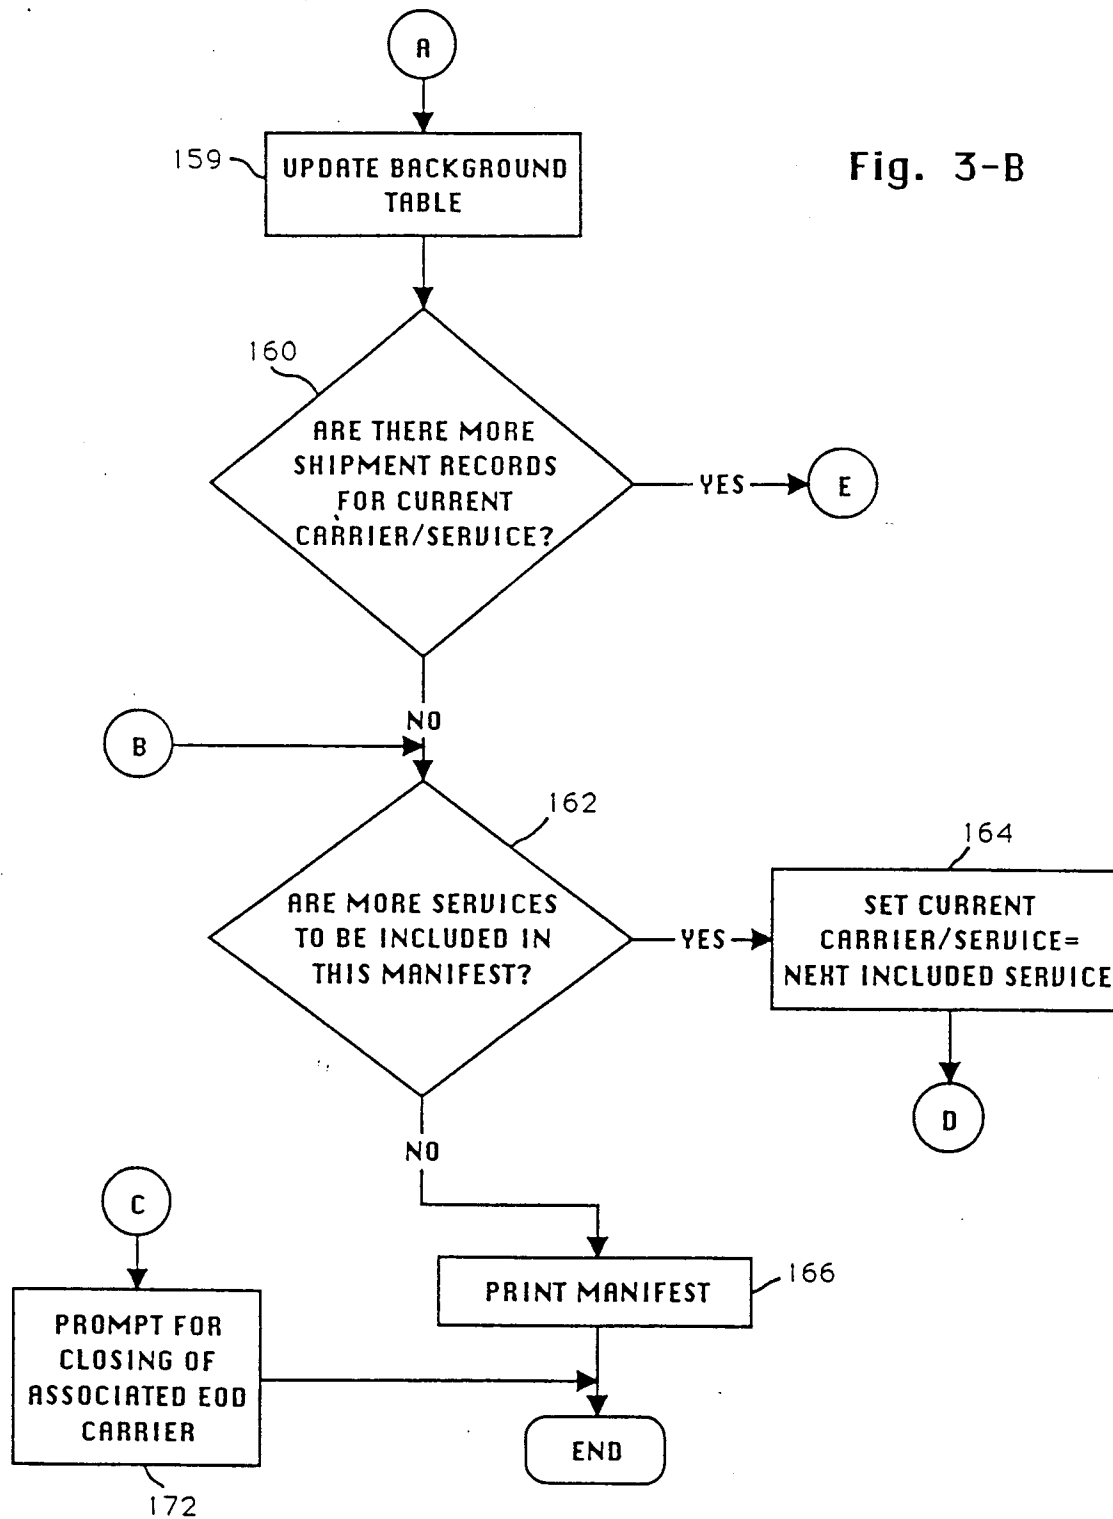 A
159
UPDATE BACKGROUND
TABLE
Fig. 3-B
160
ARE THERE MORE
SHIPMENT RECORDS
FOR CURRENT
CARRIER/SERVICE?
YES
E
NO
B
162
164
ARE MORE SERVICES
TO BE INCLUDED IN
THIS MANIFEST?
YES
SET CURRENT
CARRIER/SERVICE=
NEXT INCLUDED SERVICE
D
NO
C
PRINT MANIFEST
166
PROMPT FOR
CLOSING OF
ASSOCIATED EOD
CARRIER
END
172